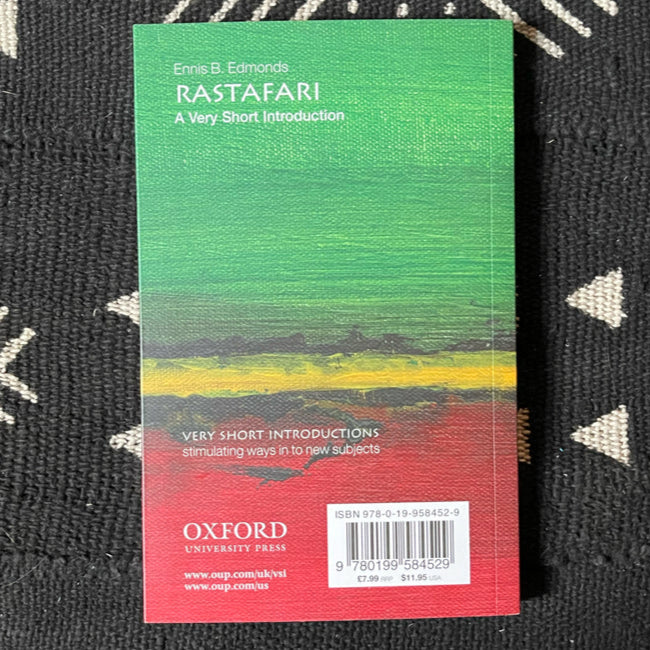 Ennis B. Edmonds
RASTAFARI
A Very Short Introduction
VERY SHORT INTRODUCTIONS
stimulating ways in to new subjects
OXFORD
UNIVERSITY PRESS
www.oup.com/uk/vsi
www.oup.com/us
ISBN 978-0-19-958452-9
9 780199 584529
£7.99 RRP $11.95 USA